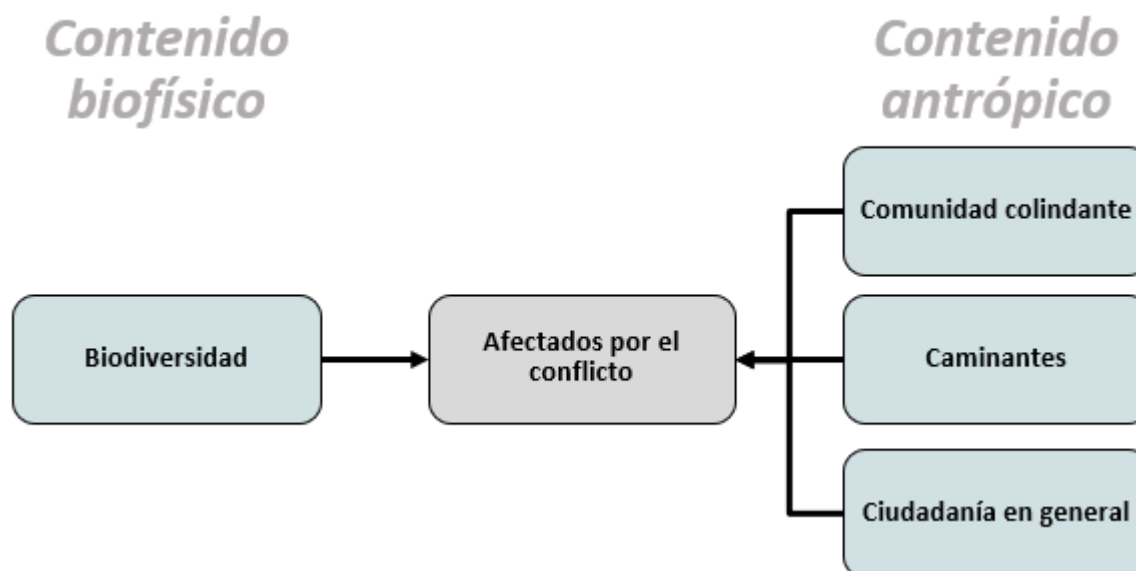 Contenido
biofísico
Contenido
antrópico
Comunidad colindante
Biodiversidad
Afectados por el
conflicto
Caminantes
Ciudadanía en general